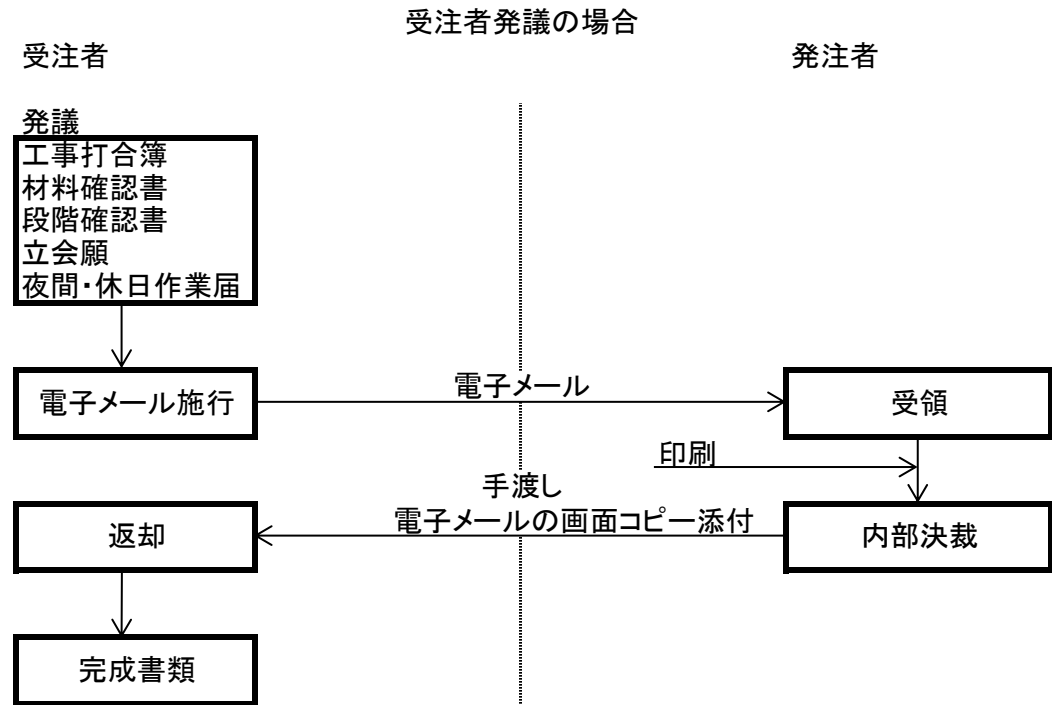 受注者発議の場合
受注者
発注者
発議
工事打合簿
材料確認書
段階確認書
立会願
夜間・休日作業届
電子メール施行
電子メール
受領
印刷
手渡し
電子メールの画面コピー添付
返却
内部決裁
完成書類